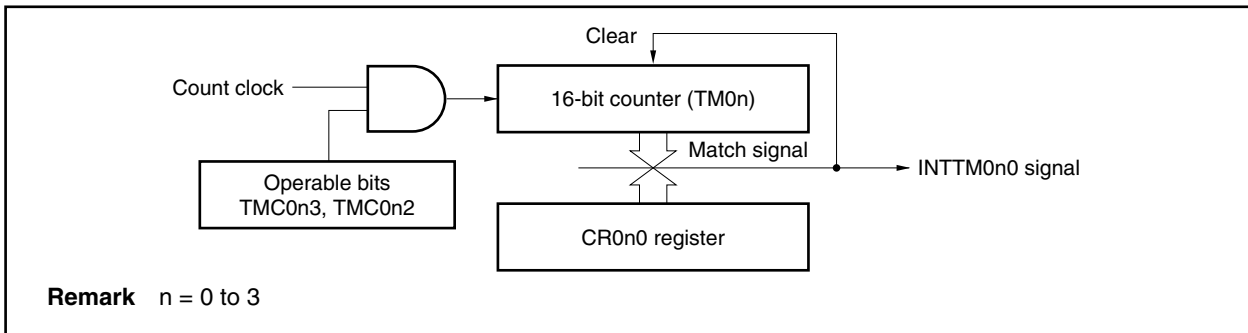 Clear
Count clock
16-bit counter (TM0n)
Match signal
INTTM0n0 signal
Operable bits
TMC0n3, TMC0n2
CR0n0 register
Remark n = 0 to 3